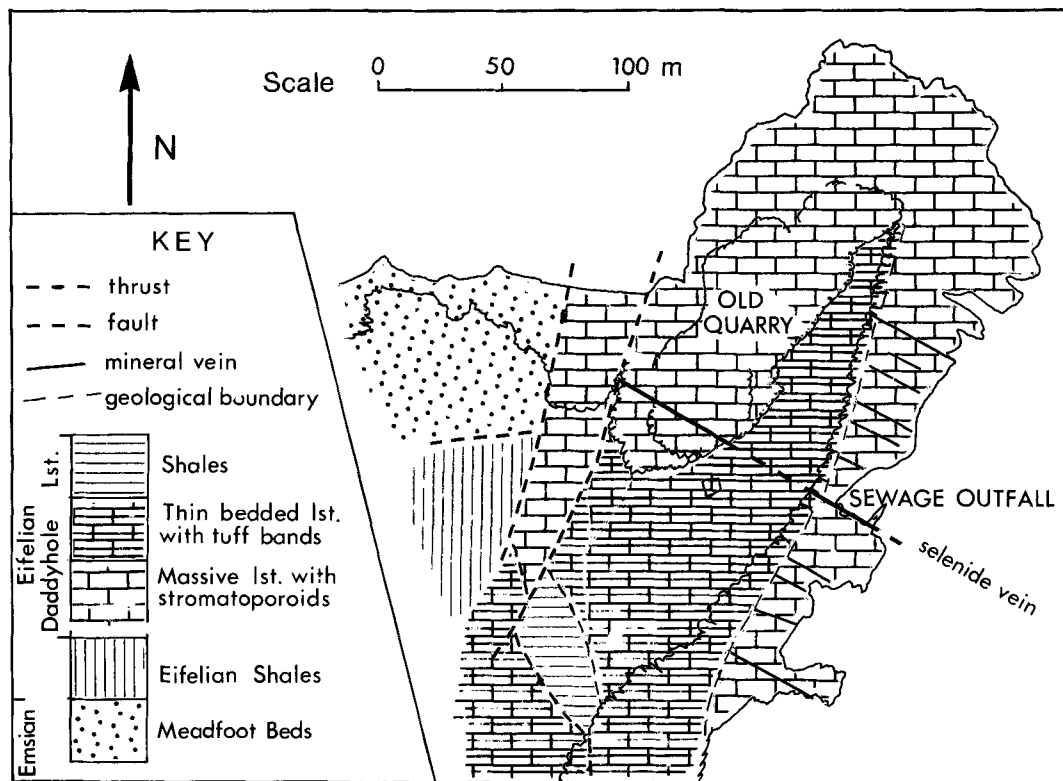 Scale 0 50 100 m
N
KEY
thrust
fault
mineral vein
geological boundary
Eifelian
Daddyhole Lst.
Shales
Thin bedded lst.
with tuff bands
Massive lst. with
stromatoporoids
Eifelian Shales
Emsian
Meadfoot Beds
OLD
QUARRY
SEWAGE OUTFALL
selenide vein